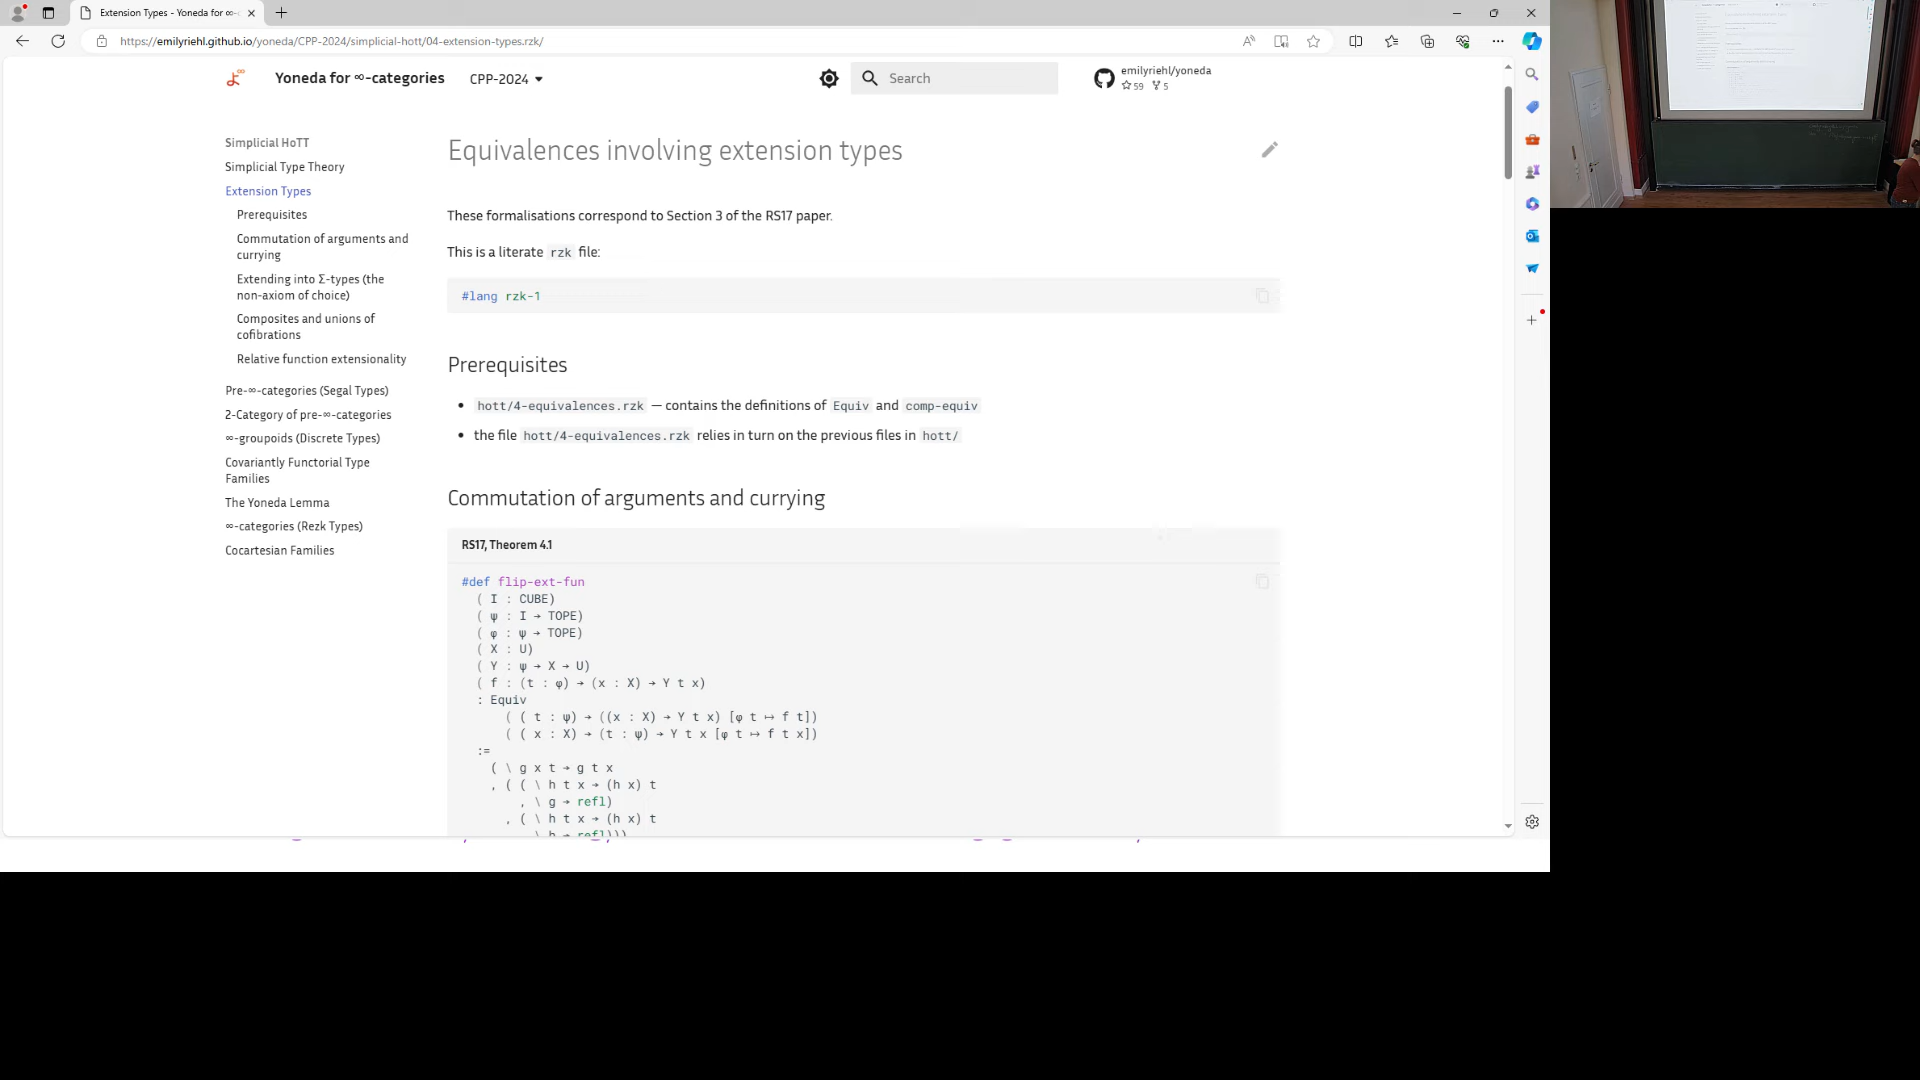 Extension Types - Yoneda for ∞-
https://emilyriehl.github.io/yoneda/CPP-2024/simplicial-hott/04-extension-types.rzk/
Yoneda for ∞-categories
CPP-2024
Search
emilyriehl/yoneda
59 5
Simplicial HoTT
Simplicial Type Theory
Extension Types
Prerequisites
Commutation of arguments and
currying
Extending into Σ-types (the
non-axiom of choice)
Composites and unions of
cofibrations
Relative function extensionality
Pre-∞-categories (Segal Types)
2-Category of pre-∞-categories
∞-groupoids (Discrete Types)
Covariantly Functorial Type
Families
The Yoneda Lemma
∞-categories (Rezk Types)
Cocartesian Families
Equivalences involving extension types
These formalisations correspond to Section 3 of the RS17 paper.
This is a literate rzk file:
#lang rzk-1
Prerequisites
• hott/4-equivalences.rzk — contains the definitions of Equiv and comp-equiv
• the file hott/4-equivalences.rzk relies in turn on the previous files in hott/
Commutation of arguments and currying
RS17, Theorem 4.1
#def flip-ext-fun
( I : CUBE)
( ψ : I → TOPE)
( φ : ψ → TOPE)
( X : U)
( Y : ψ → X → U)
( f : (t : φ) → (x : X) → Y t x)
: Equiv
( ( t : ψ) → ((x : X) → Y t x) [φ t ↦ f t])
( ( x : X) → (t : ψ) → Y t x [φ t ↦ f t x])
:=
( \ g x t → g t x
, ( ( \ h t x → (h x) t
, \ g → refl)
, ( \ h t x → (h x) t
, \ h → refl)))